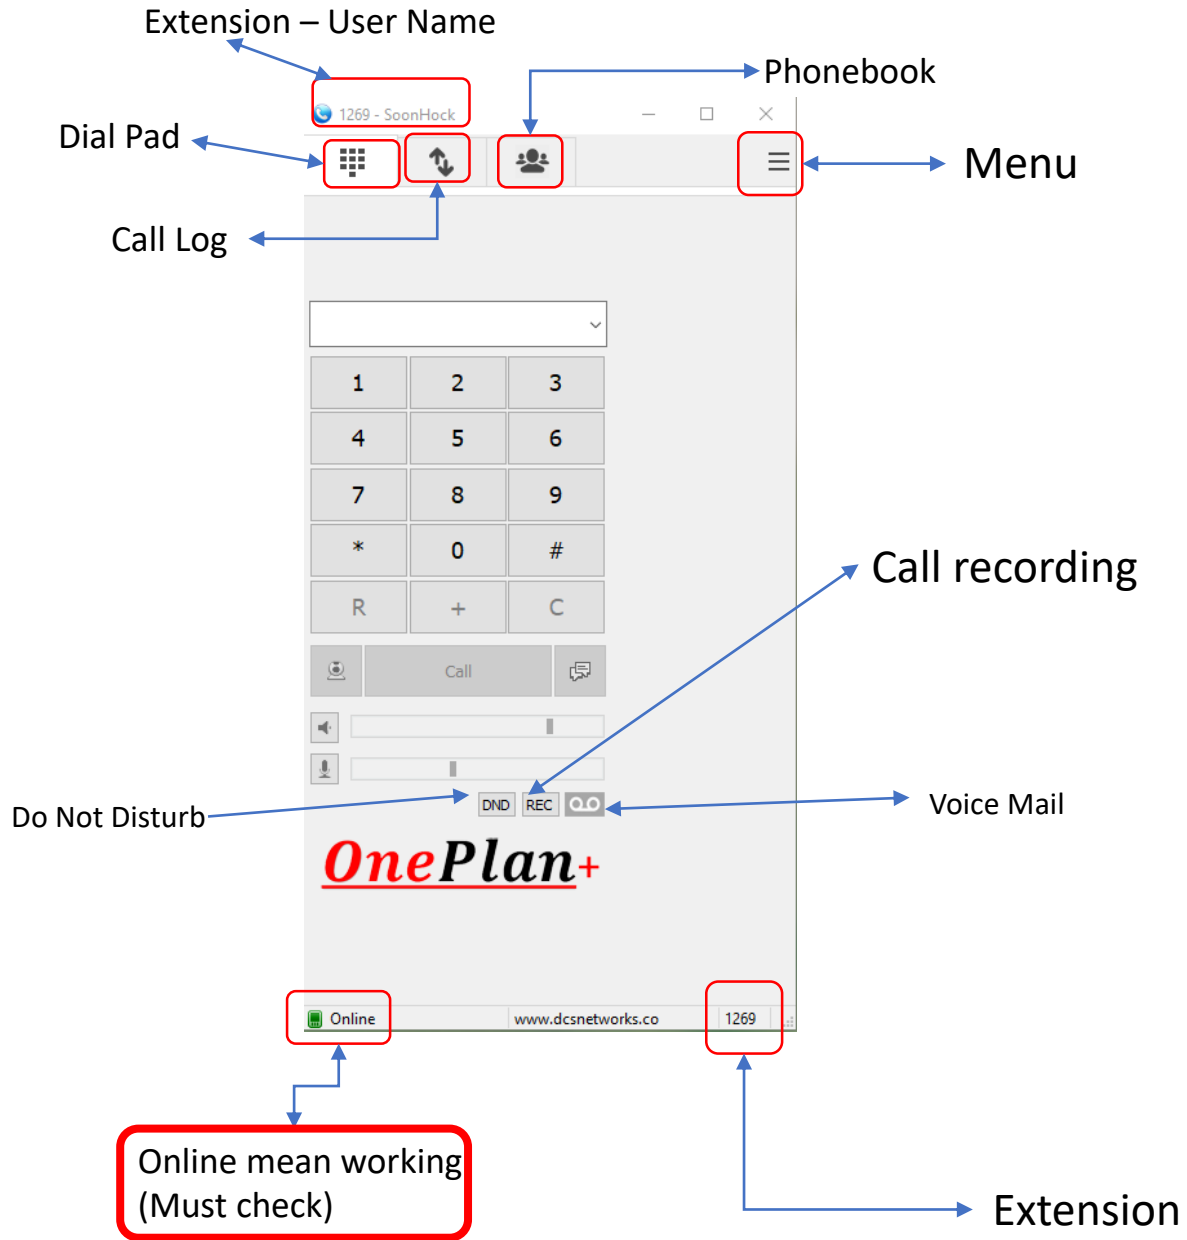 Extension – User Name
Phonebook
1269 - SoonHock
Dial Pad
Menu
Call Log
1 2 3
4 5 6
7 8 9
* 0 #
R + C
Call recording
Call
Do Not Disturb
DND REC
Voice Mail
OnePlan+
Online www.dcsnetworks.co 1269
Online mean working
(Must check)
Extension